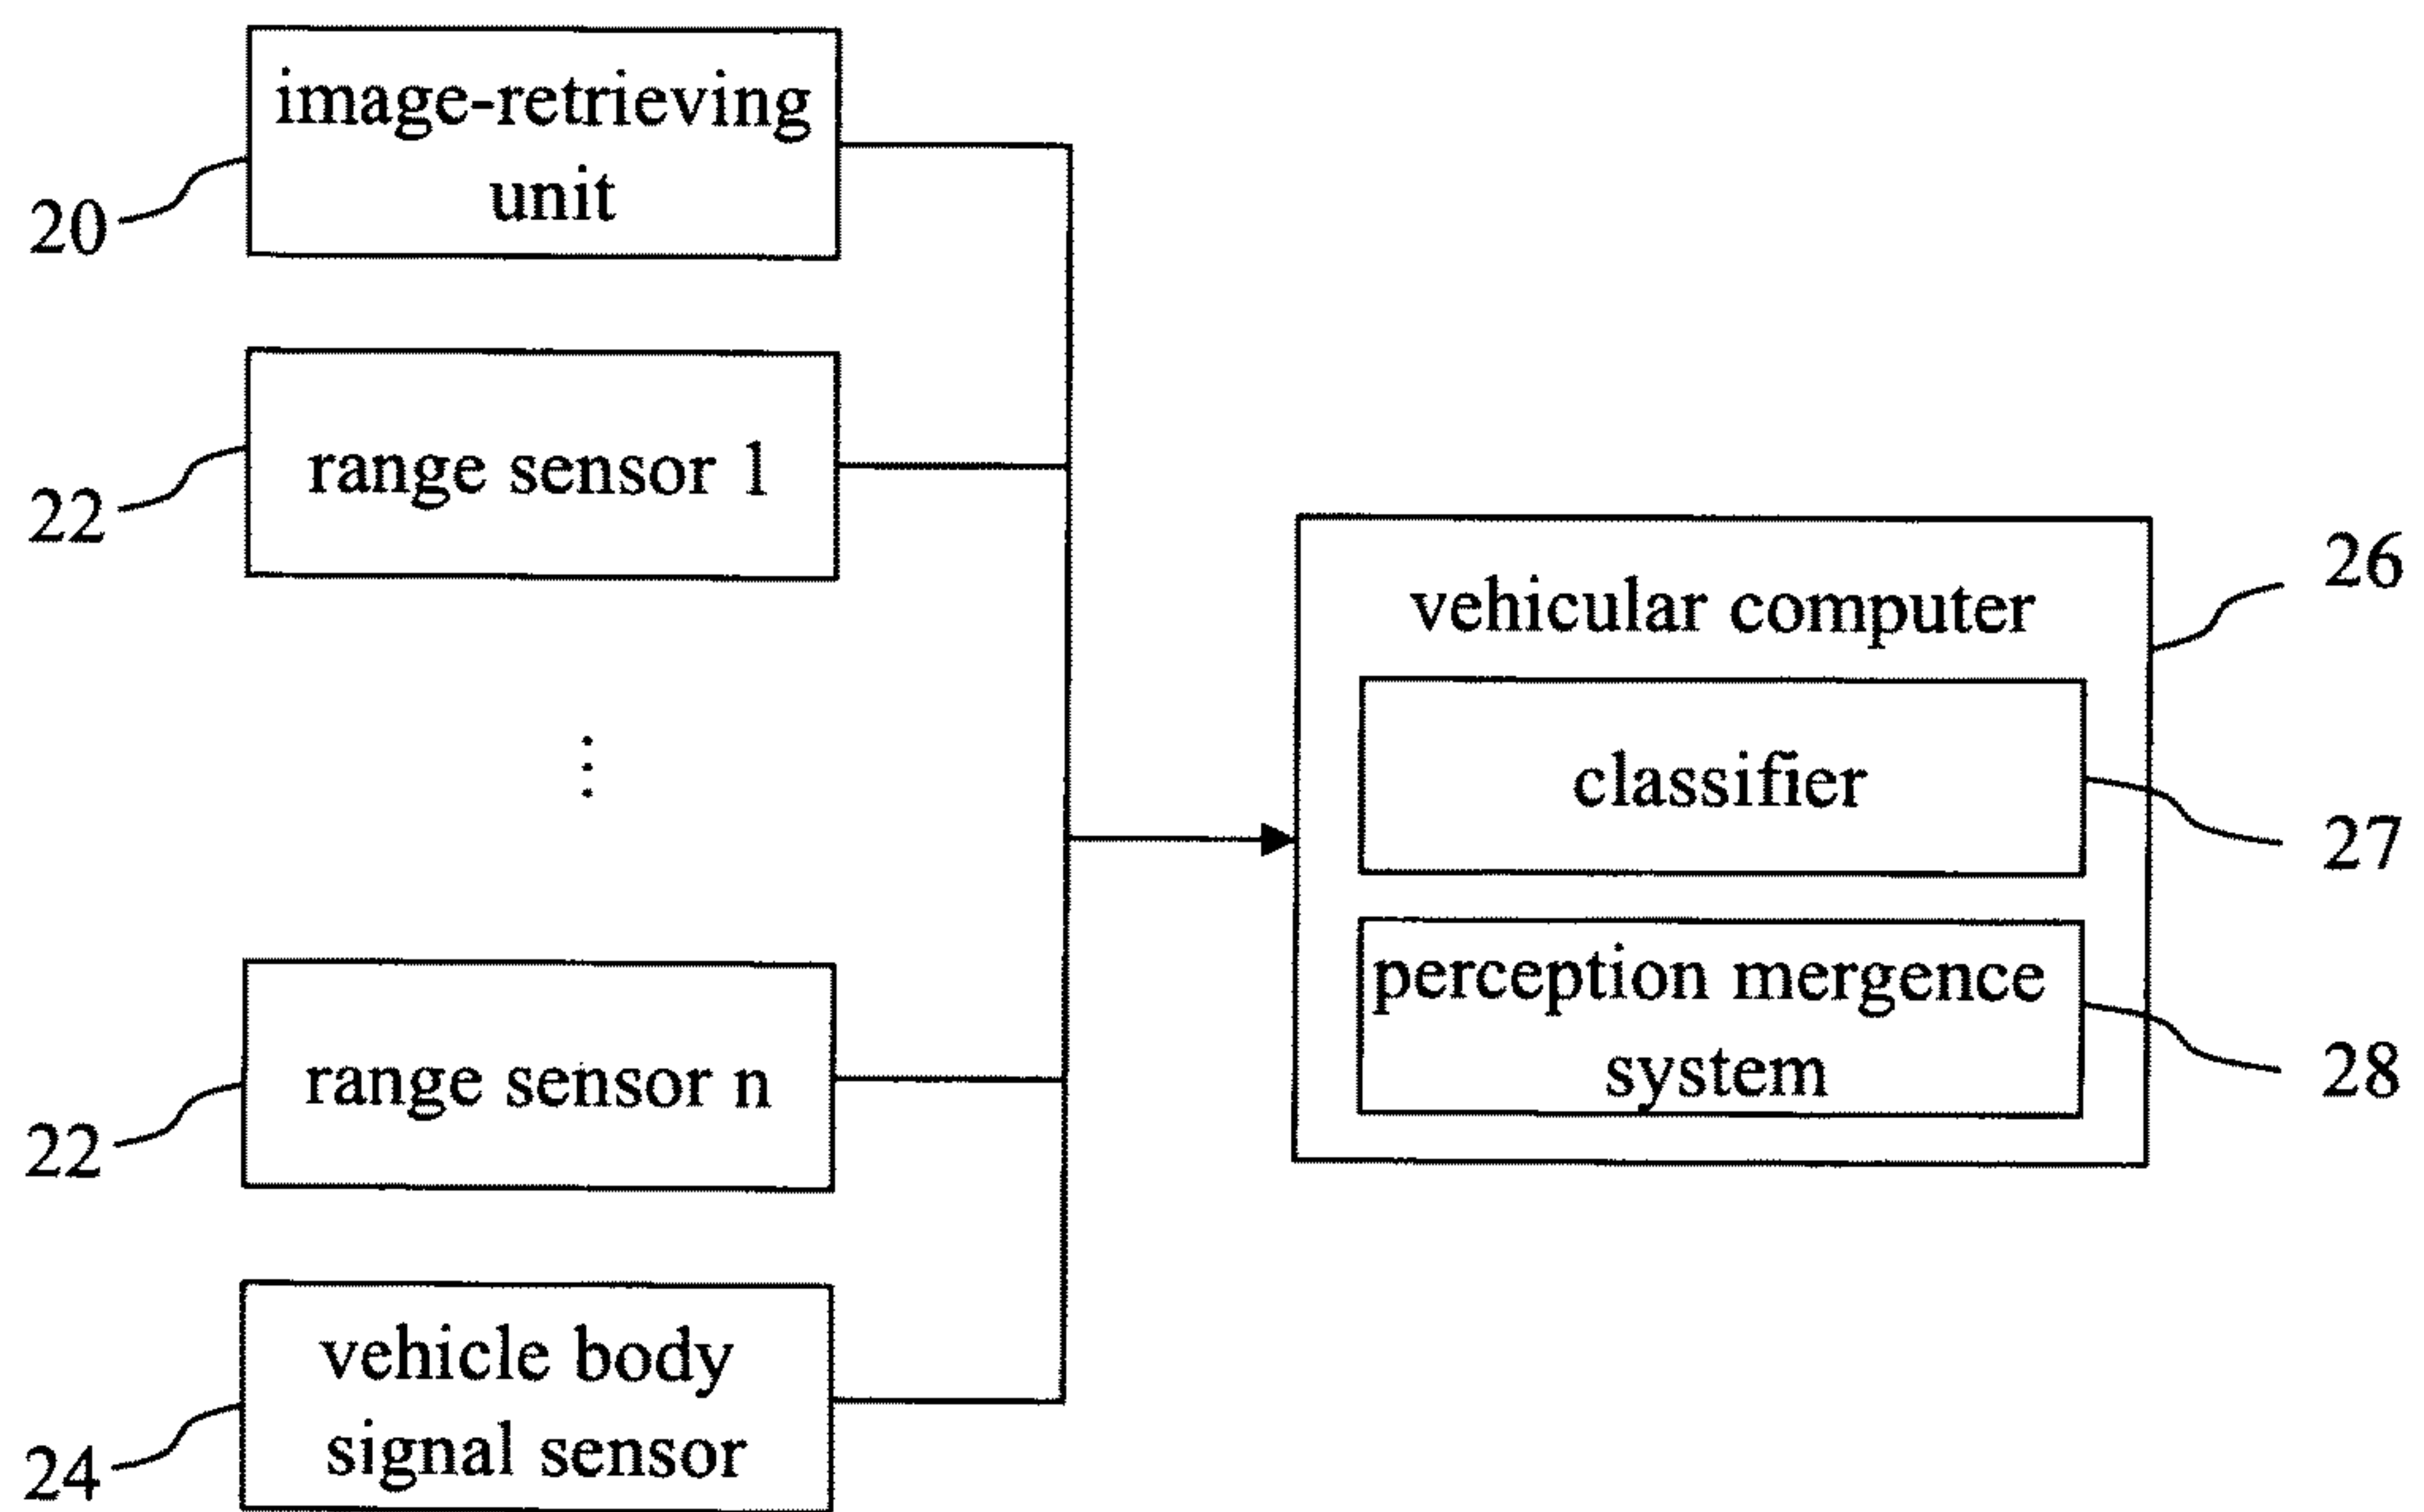 image-retrieving
unit
20
range sensor 1
22
⋮
range sensor n
22
vehicle body
signal sensor
24
vehicular computer
26
classifier
27
perception mergence
system
28